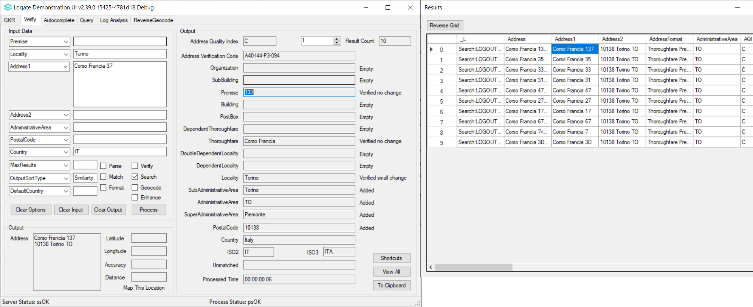 Loqate Demonstration UI v2.39.0.15425-4781d18 Debug
GKR Verify Autocomplete Query Log Analysis ReverseGeocode
Input Data
Premise
Locality Torino
Address1 Corso Francia 37
Address2
AdministrativeArea
PostalCode
Country IT
MaxResults Parse Verify
OutputSortType Similarity Match Search
DefaultCountry Format Geocode
Enhance
Clear Options Clear Input Clear Output Process
Output
Address Corso Francia 137
10138 Torino TO
Latitude
Longitude
Accuracy
Distance
Map This Location
Output
Address Quality Index C 1 Result Count 10
Address Verification Code A40-I44-P3-094
Organization Empty
SubBuilding Empty
Premise 137 Verified no change
Building Empty
PostBox Empty
DependentThoroughfare Empty
Thoroughfare Corso Francia Verified no change
DoubleDependentLocality Empty
DependentLocality Empty
Locality Torino Verified small change
SubAdministrativeArea Torino Added
AdministrativeArea TO Added
SuperAdministrativeArea Piemonte Added
PostalCode 10138 Added
Country Italy
ISO2 IT ISO3 ITA
Unmatched
Processed Time 00:00:00.06
Shortcuts
View All
To Clipboard
Server Status: ssOK Process Status: psOK
Results
Reverse Grid
Address Address1 Address2 AddressFormat AdministrativeArea
0 Search:LOGOUT... Corso Francia 13... Corso Francia 137 10138 Torino TO Thoroughfare Pre... TO C
1 Search:LOGOUT... Corso Francia 35... Corso Francia 35 10138 Torino TO Thoroughfare Pre... TO C
2 Search:LOGOUT... Corso Francia 33... Corso Francia 33 10138 Torino TO Thoroughfare Pre... TO C
3 Search:LOGOUT... Corso Francia 31... Corso Francia 31 10138 Torino TO Thoroughfare Pre... TO C
4 Search:LOGOUT... Corso Francia 47... Corso Francia 47 10138 Torino TO Thoroughfare Pre... TO C
5 Search:LOGOUT... Corso Francia 27... Corso Francia 27 10138 Torino TO Thoroughfare Pre... TO C
6 Search:LOGOUT... Corso Francia 17... Corso Francia 17 10138 Torino TO Thoroughfare Pre... TO C
7 Search:LOGOUT... Corso Francia 67... Corso Francia 67 10138 Torino TO Thoroughfare Pre... TO C
8 Search:LOGOUT... Corso Francia 7 10138 Torino TO Thoroughfare Pre... TO C
9 Search:LOGOUT... Corso Francia 3... Corso Francia 3 10138 Torino TO Thoroughfare Pre... TO C